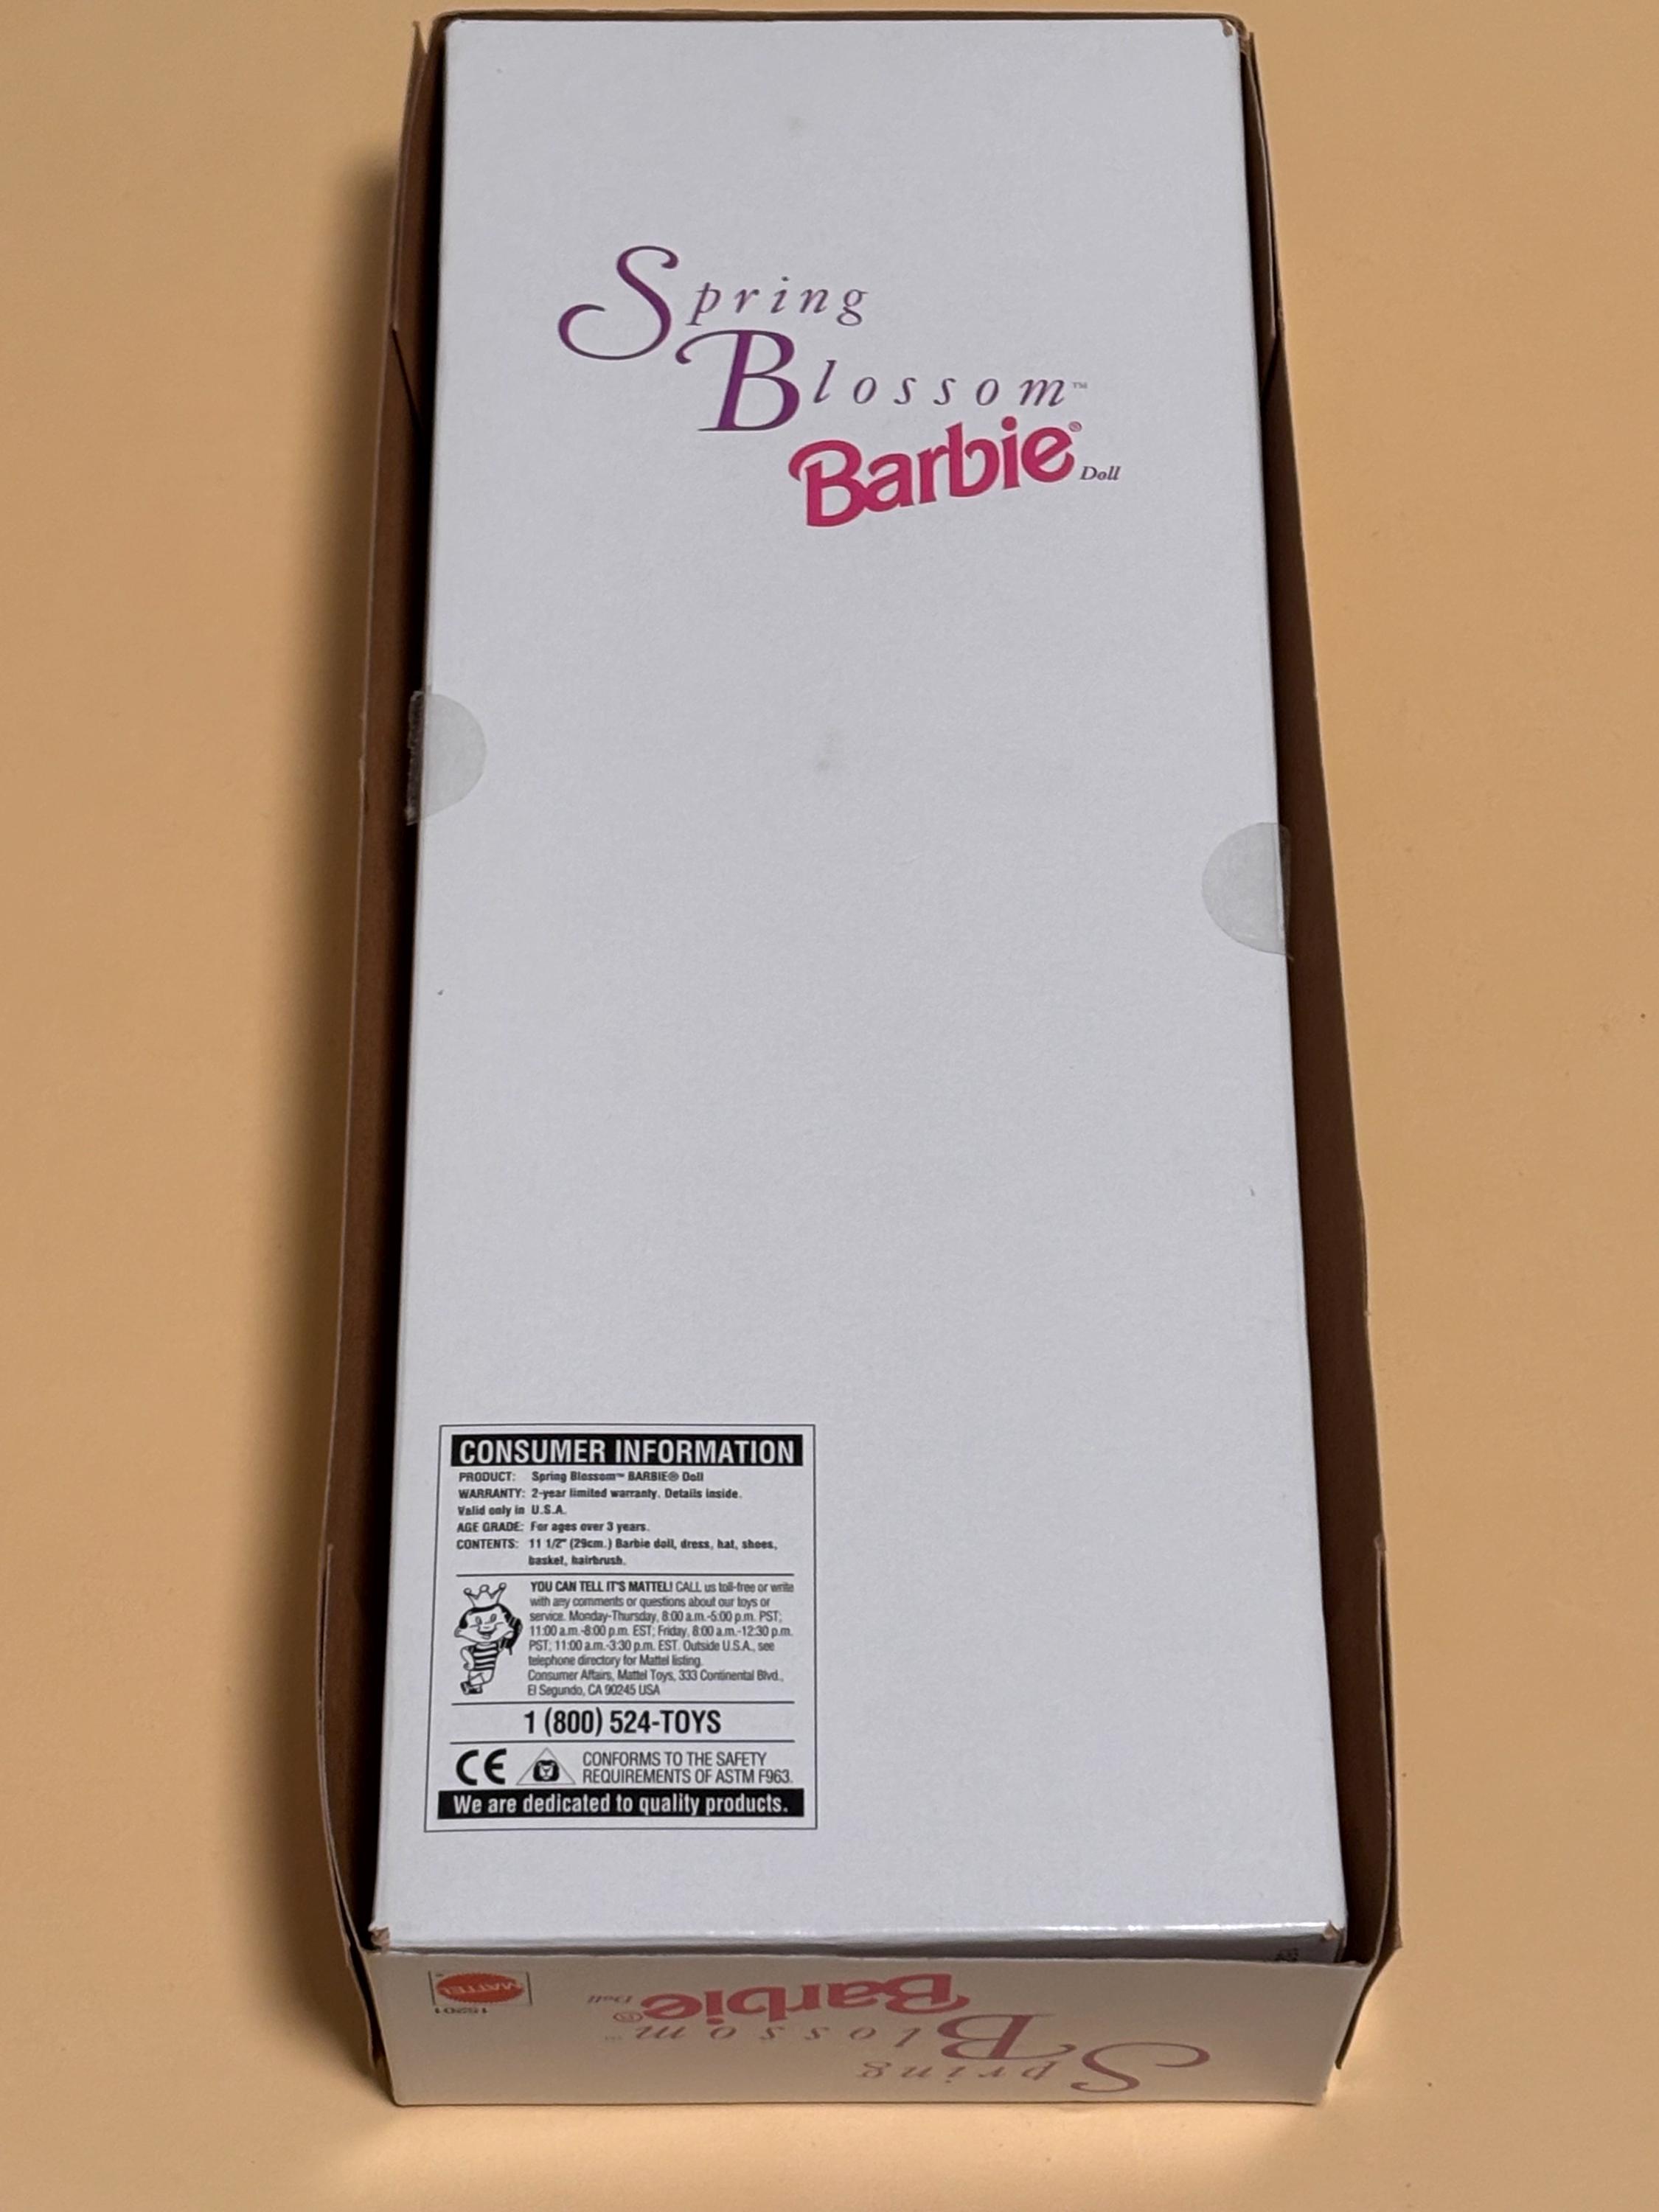 Spring
Blossom™
Barbie® Doll
CONSUMER INFORMATION
PRODUCT: Spring Blossom™ BARBIE® Doll
WARRANTY: 2-year limited warranty. Details inside.
Valid only in U.S.A.
AGE GRADE: For ages over 3 years.
CONTENTS: 11 1/2" (29cm.) Barbie doll, dress, hat, shoes,
basket, hairbrush.
YOU CAN TELL IT'S MATTEL! CALL us toll-free or write
with any comments or questions about our toys or
service. Monday-Thursday, 8:00 a.m.-5:00 p.m. PST;
11:00 a.m.-8:00 p.m. EST; Friday, 8:00 a.m.-12:30 p.m.
PST; 11:00 a.m.-3:30 p.m. EST. Outside U.S.A., see
telephone directory for Mattel listing.
Consumer Affairs, Mattel Toys, 333 Continental Blvd.,
El Segundo, CA 90245 USA
1 (800) 524-TOYS
CE CONFORMS TO THE SAFETY
REQUIREMENTS OF ASTM F963.
We are dedicated to quality products.
Spring
Blossom™
Barbie® Doll
15201
MATTEL